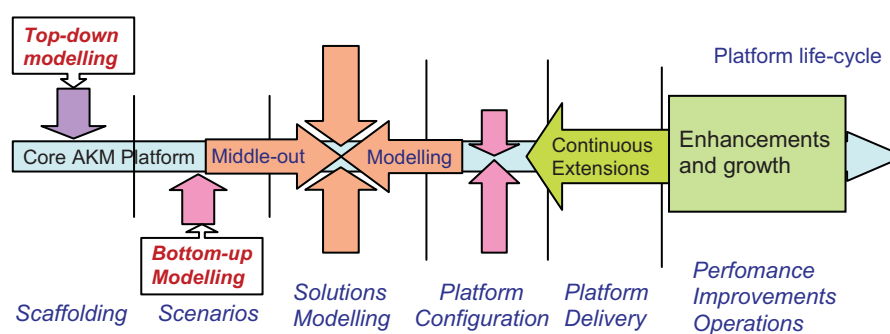 Top-down
modelling
Platform life-cycle
Core AKM Platform
Middle-out
Modelling
Continuous
Extensions
Enhancements
and growth
Bottom-up
Modelling
Scaffolding
Scenarios
Solutions
Modelling
Platform
Configuration
Platform
Delivery
Perfomance
Improvements
Operations